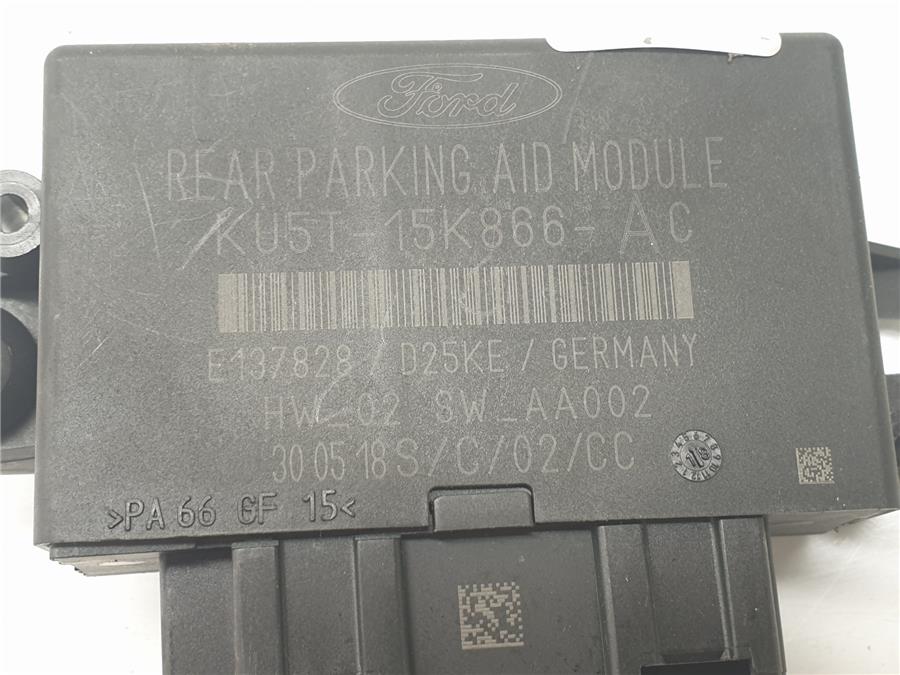 Ford
REAR PARKING AID MODULE
KU5T-15K866-AC
E137828 / D25KE / GERMANY
HW_02 SW_AA002
30 05 18 S / C/02/CC
>PA 66 GF 15<